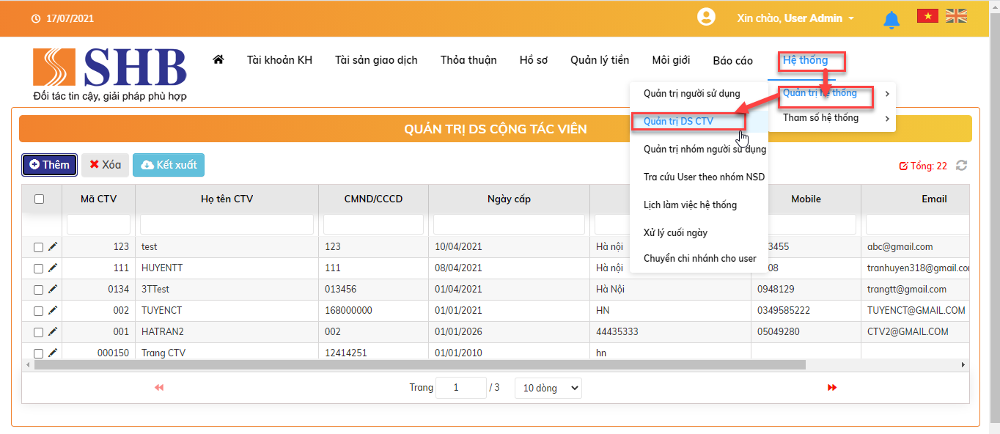 17/07/2021
Xin chào, User Admin
SHB
Đối tác tin cậy, giải pháp phù hợp
Tài khoản KH Tài sản giao dịch Thỏa thuận Hồ sơ Quản lý tiền Môi giới Báo cáo Hệ thống
Quản trị hệ thống
Tham số hệ thống
Quản trị người sử dụng
Quản trị DS CTV
Quản trị nhóm người sử dụng
Tra cứu User theo nhóm NSD
Lịch làm việc hệ thống
Xử lý cuối ngày
Chuyển chi nhánh cho user
QUẢN TRỊ DS CỘNG TÁC VIÊN
Thêm Xóa Kết xuất
Tổng: 22
Mã CTV Họ tên CTV CMND/CCCD Ngày cấp Mobile Email
123 test 123 10/04/2021 Hà nội 3455 abc@gmail.com
111 HUYENTT 111 08/04/2021 Hà nội 08 tranhuyen318@gmail.co
0134 3TTest 013456 01/04/2021 Hà Nội 0948129 trangtt@gmail.com
002 TUYENCT 168000000 01/01/2021 HN 0349585222 TUYENCT@GMAIL.COM
001 HATRAN2 002 01/01/2026 44435333 05049280 CTV2@GMAIL.COM
000150 Trang CTV 12414251 01/01/2010 hn
Trang 1 / 3 10 dòng